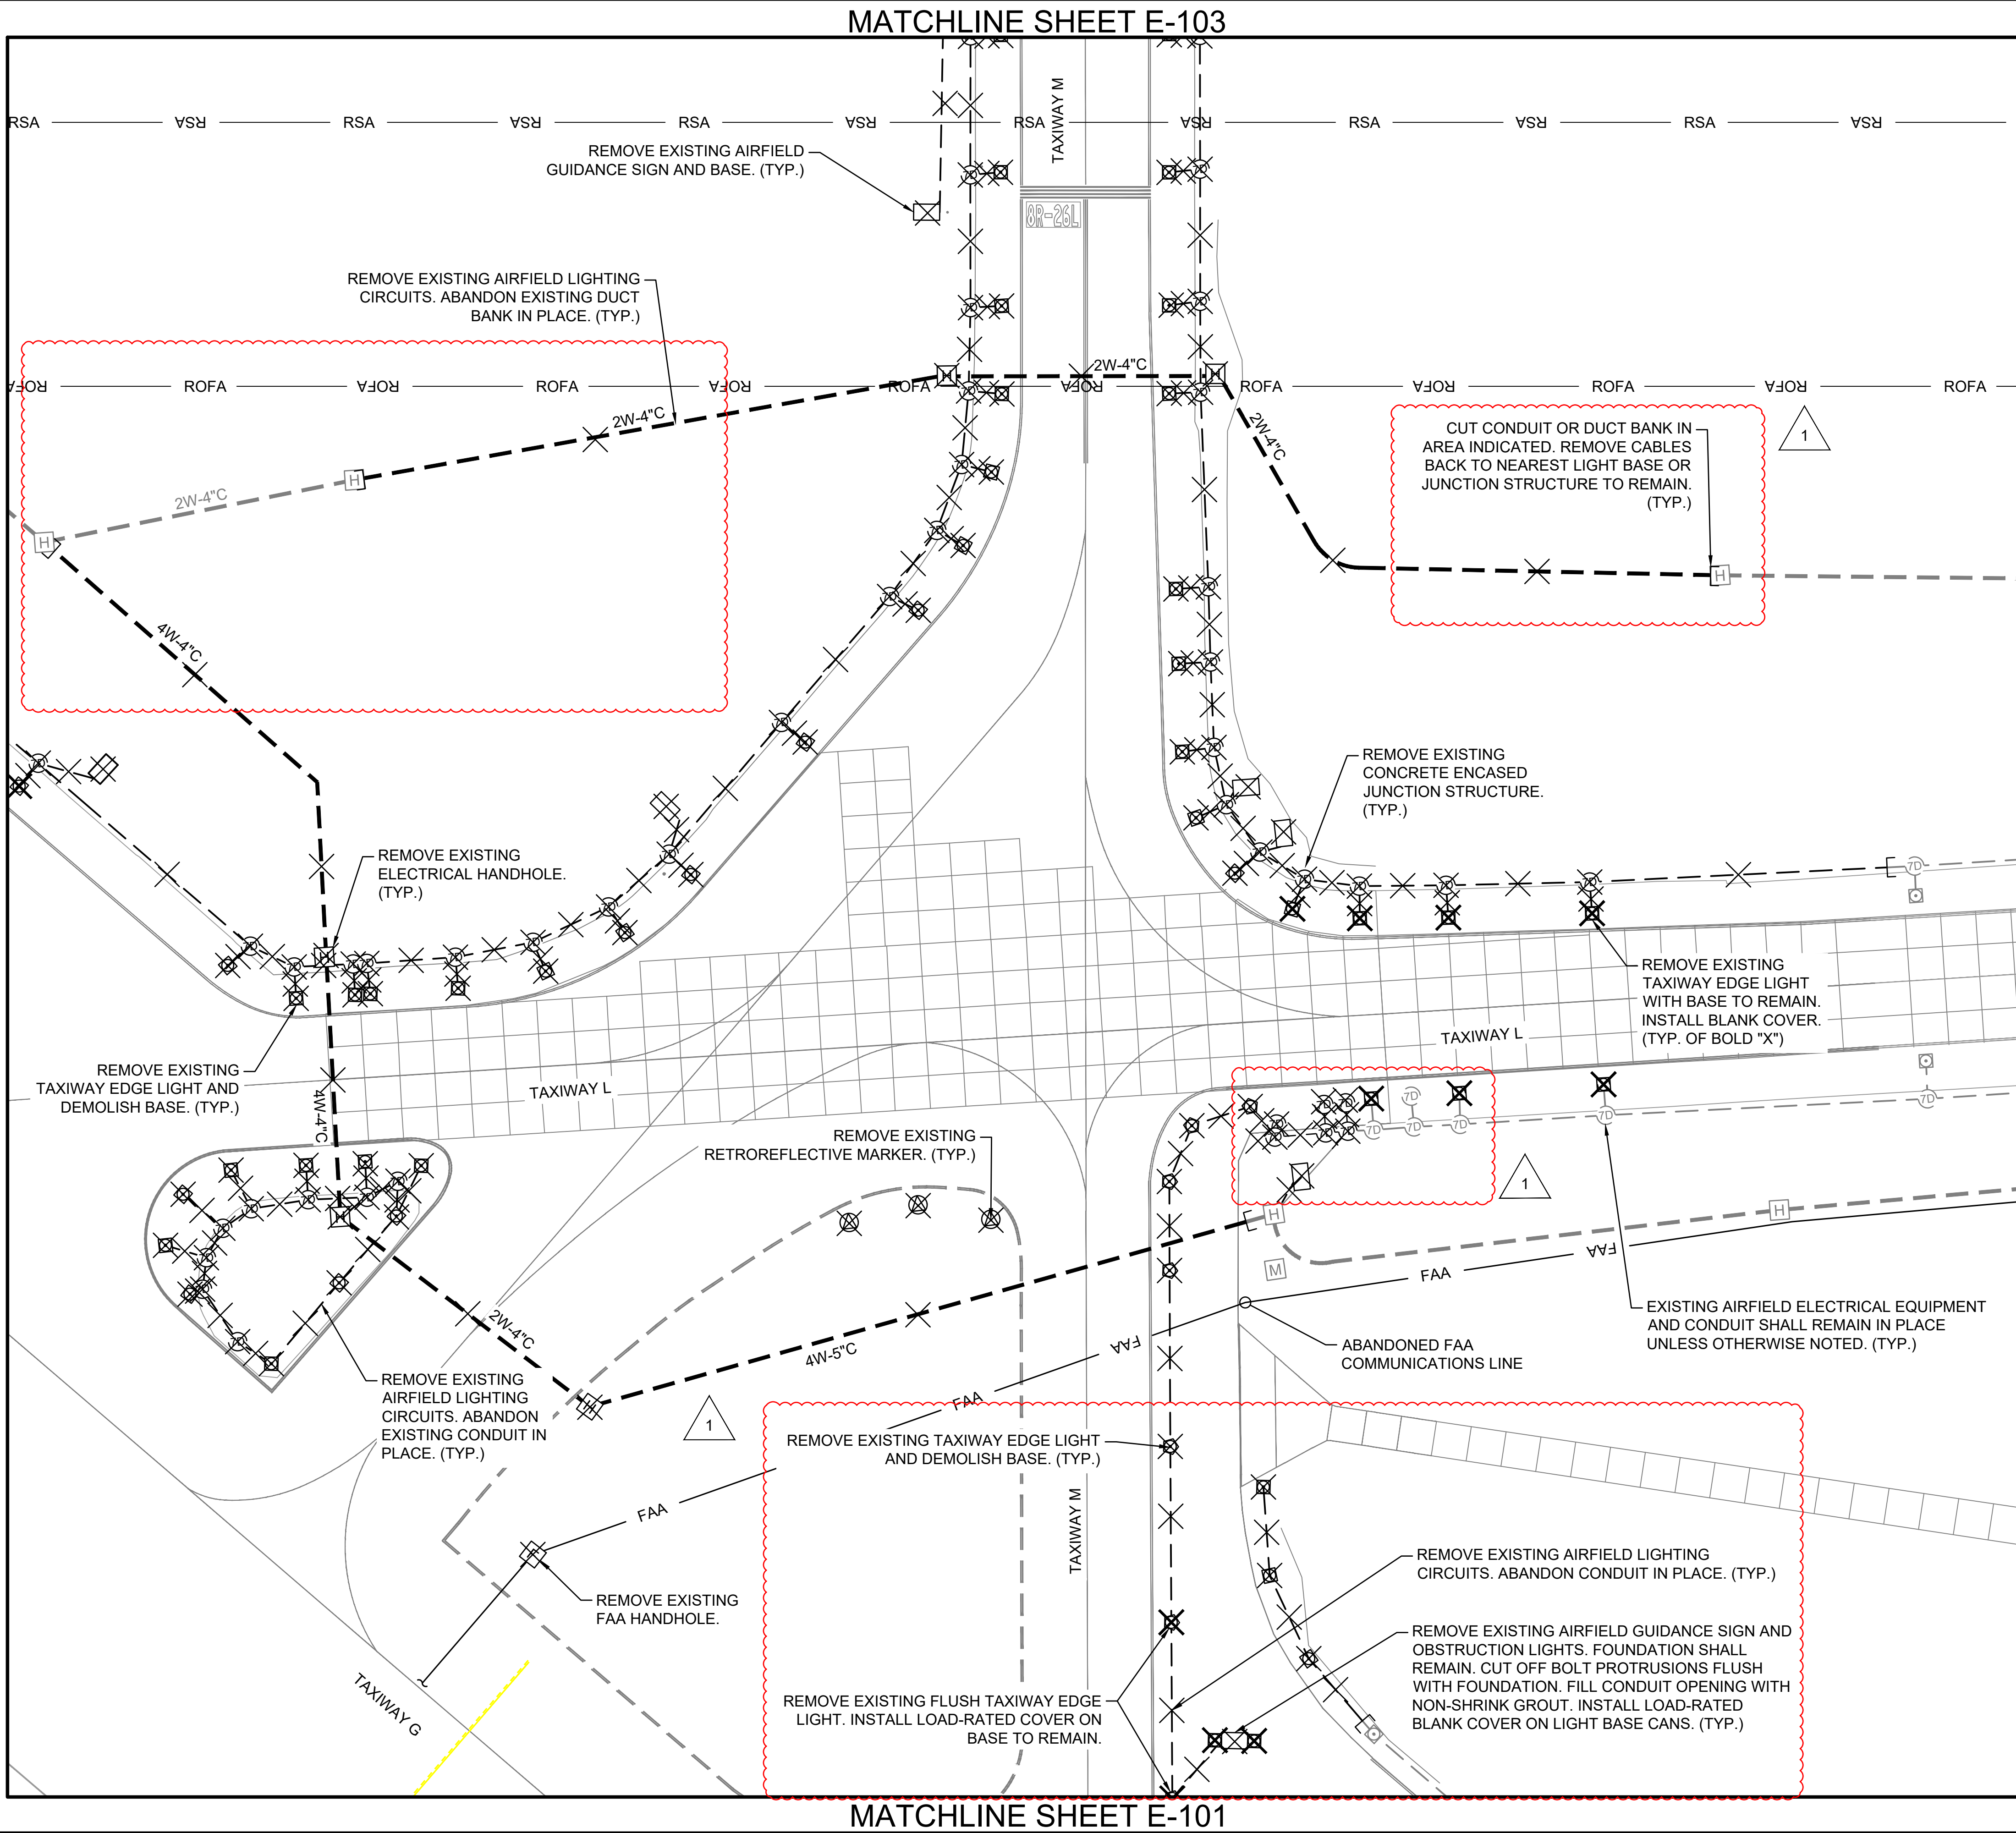 MATCHLINE SHEET E-103
TAXIWAY M
RSA RSA RSA RSA RSA RSA RSA RSA RSA RSA RSA RSA
REMOVE EXISTING AIRFIELD
GUIDANCE SIGN AND BASE. (TYP.)
8R-26L
REMOVE EXISTING AIRFIELD LIGHTING
CIRCUITS. ABANDON EXISTING DUCT
BANK IN PLACE. (TYP.)
2W-4"C
ROFA ROFA ROFA ROFA ROFA ROFA ROFA ROFA ROFA ROFA ROFA ROFA
2W-4"C
2W-4"C
2W-4"C
CUT CONDUIT OR DUCT BANK IN
AREA INDICATED. REMOVE CABLES
BACK TO NEAREST LIGHT BASE OR
JUNCTION STRUCTURE TO REMAIN.
(TYP.)
1
H
H
H
4W-4"C
REMOVE EXISTING
CONCRETE ENCASED
JUNCTION STRUCTURE.
(TYP.)
REMOVE EXISTING
ELECTRICAL HANDHOLE.
(TYP.)
7D
REMOVE EXISTING
TAXIWAY EDGE LIGHT
WITH BASE TO REMAIN.
INSTALL BLANK COVER.
(TYP. OF BOLD "X")
TAXIWAY L
REMOVE EXISTING
TAXIWAY EDGE LIGHT AND
DEMOLISH BASE. (TYP.)
4W-4"C
TAXIWAY L
7D
7D 7D 7D 7D 7D
REMOVE EXISTING
RETROREFLECTIVE MARKER. (TYP.)
1
H
H
M
FAA
FAA
FAA
2W-4"C
4W-5"C
EXISTING AIRFIELD ELECTRICAL EQUIPMENT
AND CONDUIT SHALL REMAIN IN PLACE
UNLESS OTHERWISE NOTED. (TYP.)
ABANDONED FAA
COMMUNICATIONS LINE
REMOVE EXISTING
AIRFIELD LIGHTING
CIRCUITS. ABANDON
EXISTING CONDUIT IN
PLACE. (TYP.)
FAA
1
REMOVE EXISTING TAXIWAY EDGE LIGHT
AND DEMOLISH BASE. (TYP.)
FAA
TAXIWAY M
REMOVE EXISTING AIRFIELD LIGHTING
CIRCUITS. ABANDON CONDUIT IN PLACE. (TYP.)
REMOVE EXISTING
FAA HANDHOLE.
REMOVE EXISTING AIRFIELD GUIDANCE SIGN AND
OBSTRUCTION LIGHTS. FOUNDATION SHALL
REMAIN. CUT OFF BOLT PROTRUSIONS FLUSH
WITH FOUNDATION. FILL CONDUIT OPENING WITH
NON-SHRINK GROUT. INSTALL LOAD-RATED
BLANK COVER ON LIGHT BASE CANS. (TYP.)
TAXIWAY G
REMOVE EXISTING FLUSH TAXIWAY EDGE
LIGHT. INSTALL LOAD-RATED COVER ON
BASE TO REMAIN.
MATCHLINE SHEET E-101